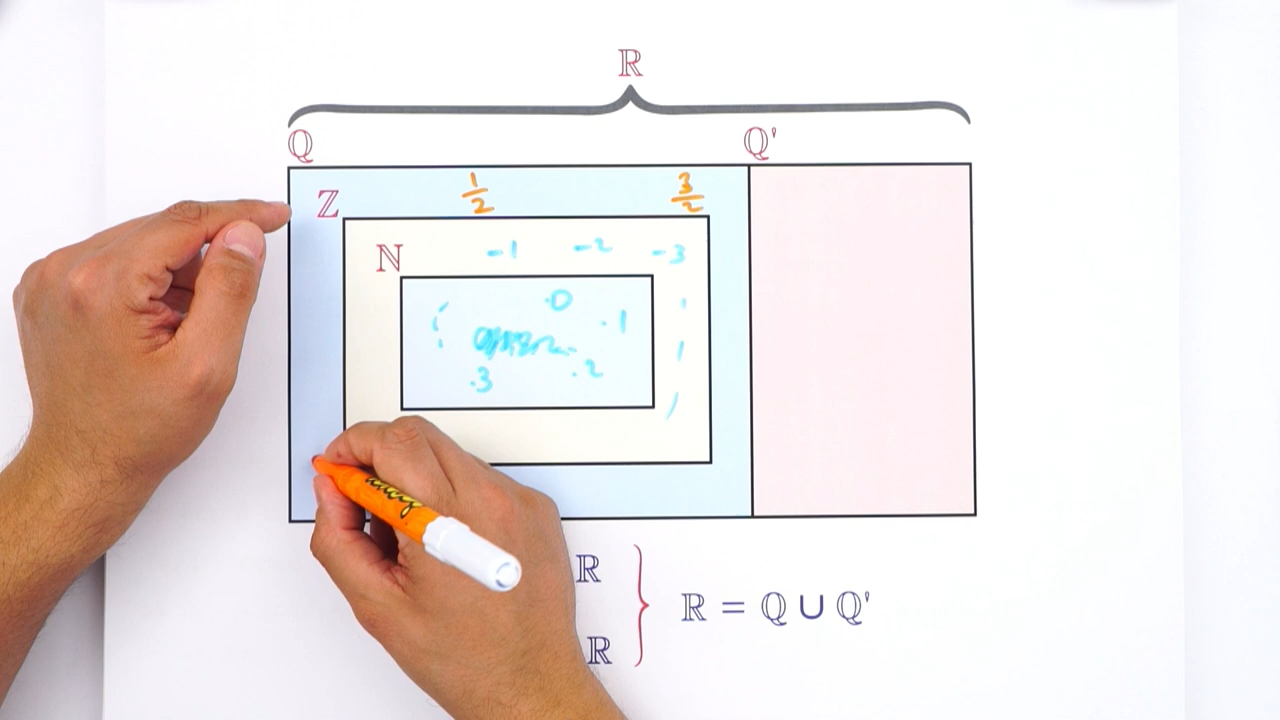 ℝ
ℚ ℚ'
ℤ 1/2 3/2
ℕ -1 -2 -3
.0
.1
.2
.3
ℝ
ℝ = ℚ ∪ ℚ'
ℝ